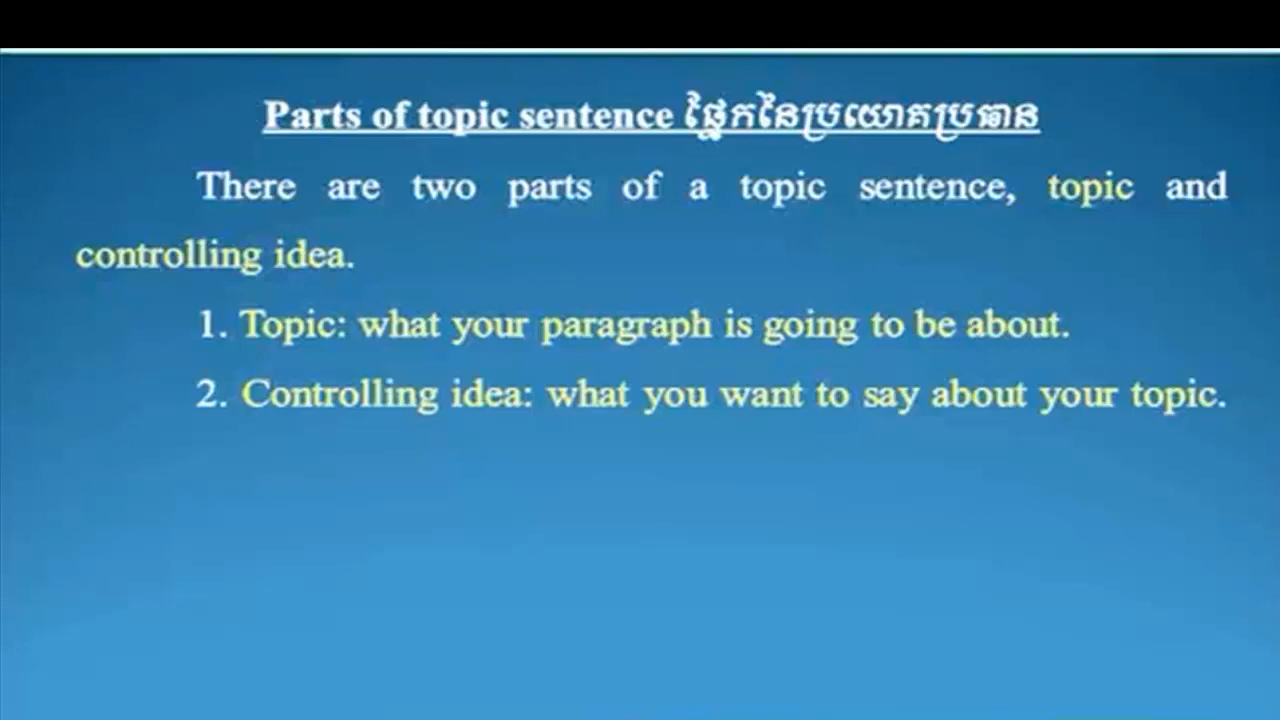 Parts of topic sentence ផ្នែកនៃប្រយោគប្រធាន
There are two parts of a topic sentence, topic and
controlling idea.
1. Topic: what your paragraph is going to be about.
2. Controlling idea: what you want to say about your topic.